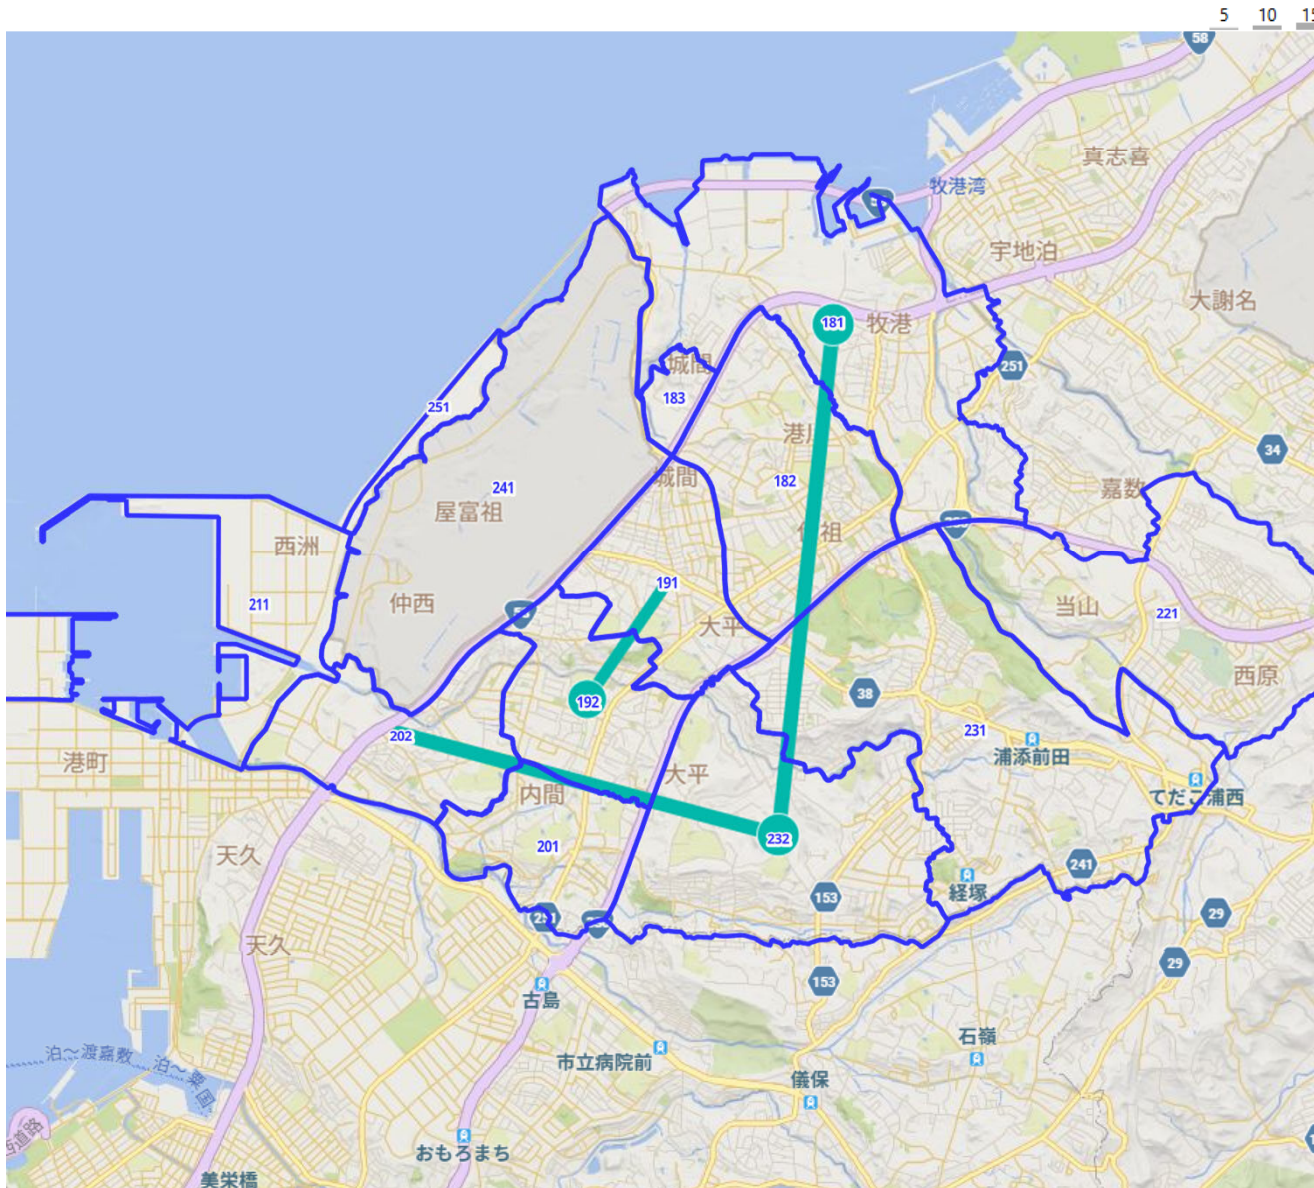 5 10 15
58
真志喜
牧港湾
宇地泊
大謝名
181
牧港
城間
251
183
251
港川
34
城間
182
241
嘉数
屋富祖
西洲
191
当山
211
仲西
221
大平
西原
38
192
231
202
浦添前田
港町
大平
てだこ浦西
内間
232
201
天久
241
経塚
153
29
天久
29
153
古島
石嶺
市立病院前
儀保
泊～渡嘉敷
泊～粟国
おもろまち
美栄橋